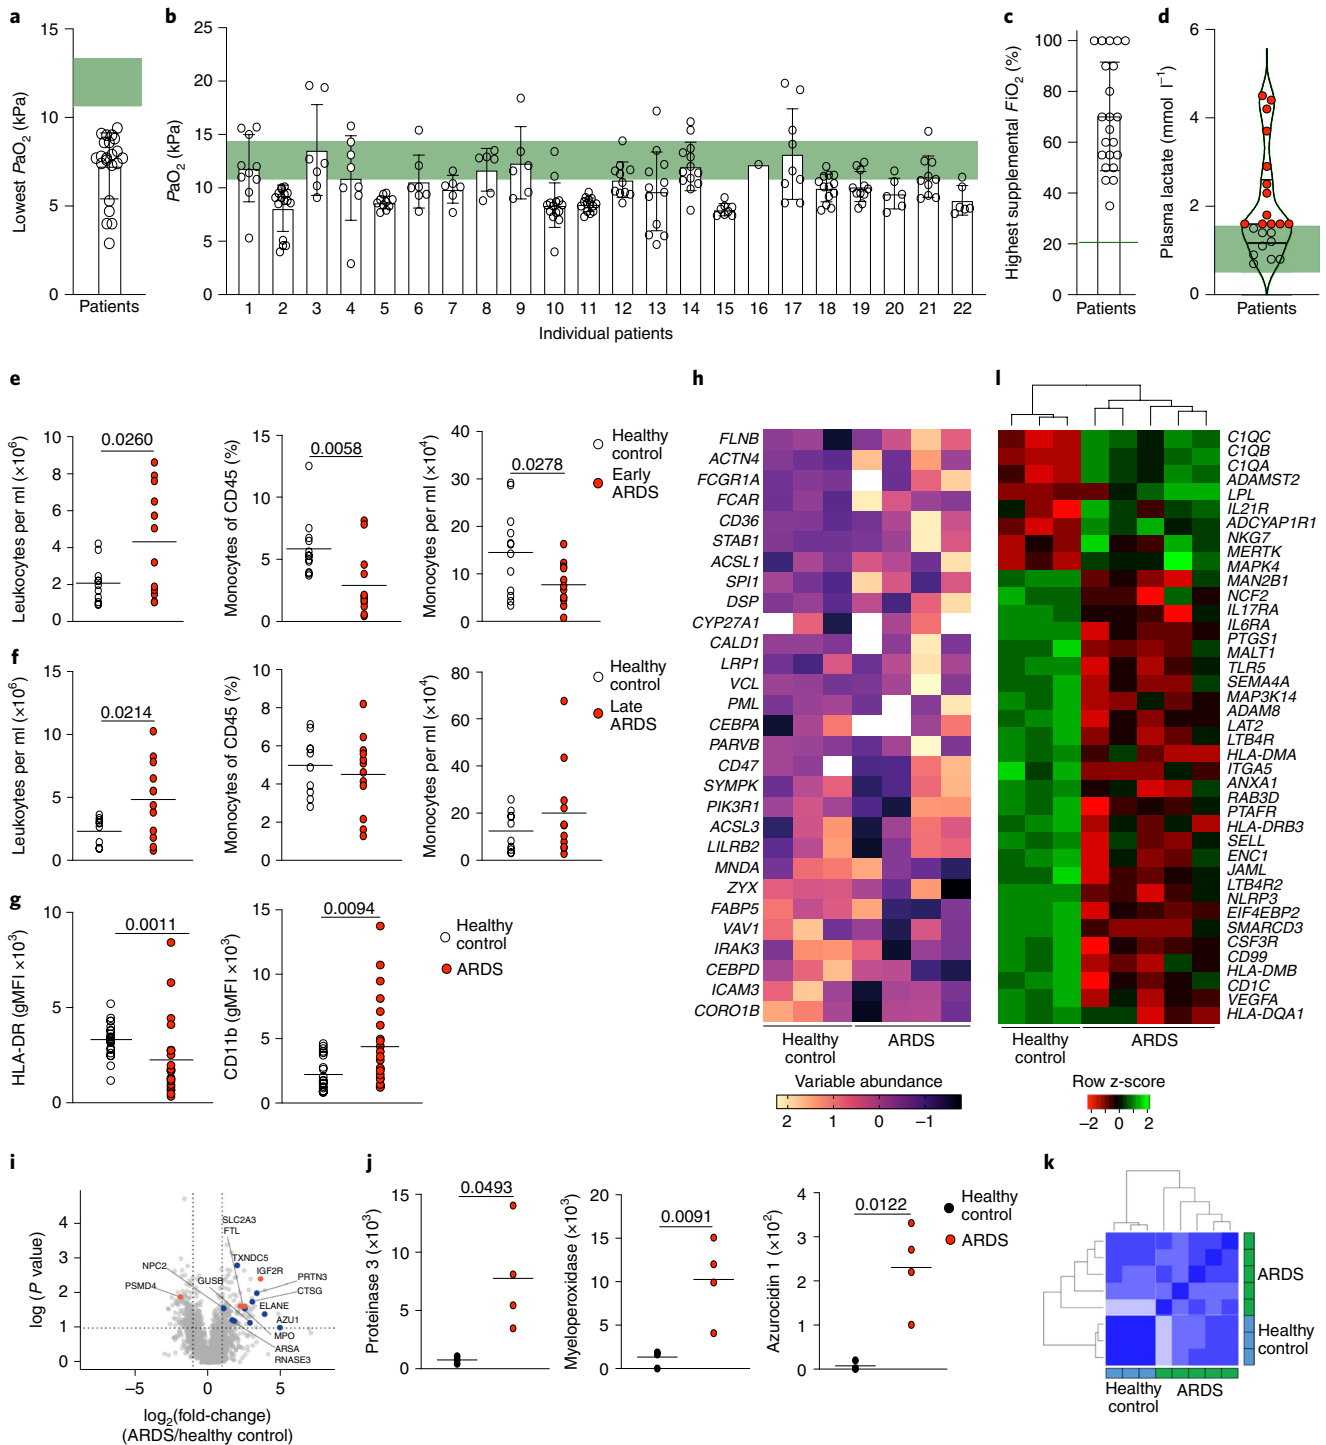 a
15
10
5
0
Lowest PaO2 (kPa)
Patients
b
25
20
15
10
5
0
PaO2 (kPa)
1 2 3 4 5 6 7 8 9 10 11 12 13 14 15 16 17 18 19 20 21 22
Individual patients
c
100
80
60
40
20
0
Highest supplemental FiO2 (%)
Patients
d
6
4
2
0
Plasma lactate (mmol l−1)
Patients
e
10
8
6
4
2
0
Leukocytes per ml (×10⁶)
0.0260
15
10
5
0
Monocytes of CD45 (%)
0.0058
40
30
20
10
0
Monocytes per ml (×10⁴)
0.0278
Healthy
control
Early
ARDS
f
15
10
5
0
Leukoytes per ml (×10⁶)
0.0214
10
8
6
4
2
0
Monocytes of CD45 (%)
80
60
40
20
0
Monocytes per ml (×10⁴)
Healthy
control
Late
ARDS
g
10
5
0
HLA-DR (gMFI ×10³)
0.0011
15
10
5
0
CD11b (gMFI ×10³)
0.0094
Healthy
control
ARDS
h
FLNB
ACTN4
FCGR1A
FCAR
CD36
STAB1
ACSL1
SPI1
DSP
CYP27A1
CALD1
LRP1
VCL
PML
CEBPA
PARVB
CD47
SYMPK
PIK3R1
ACSL3
LILRB2
MNDA
ZYX
FABP5
VAV1
IRAK3
CEBPD
ICAM3
CORO1B
Healthy
control
ARDS
Variable abundance
2 1 0 −1
l
C1QC
C1QB
C1QA
ADAMST2
LPL
IL21R
ADCYAP1R1
NKG7
MERTK
MAPK4
MAN2B1
NCF2
IL17RA
IL6RA
PTGS1
MALT1
TLR5
SEMA4A
MAP3K14
ADAM8
LAT2
LTB4R
HLA-DMA
ITGA5
ANXA1
RAB3D
PTAFR
HLA-DRB3
SELL
ENC1
JAML
LTB4R2
NLRP3
EIF4EBP2
SMARCD3
CSF3R
CD99
HLA-DMB
CD1C
VEGFA
HLA-DQA1
Healthy
control
ARDS
Row z-score
−2 0 2
i
4
3
2
1
0
log (P value)
SLC2A3
FTL
TXNDC5
NPC2
IGF2R
GUSB
PRTN3
PSMD4
CTSG
ELANE
AZU1
MPO
ARSA
RNASE3
−5 0 5
log2(fold-change)
(ARDS/healthy control)
j
15
10
5
0
Proteinase 3 (×10³)
0.0493
20
15
10
5
0
Myeloperoxidase (×10³)
0.0091
4
3
2
1
0
Azurocidin 1 (×10²)
0.0122
Healthy
control
ARDS
k
ARDS
Healthy
control
Healthy
control
ARDS